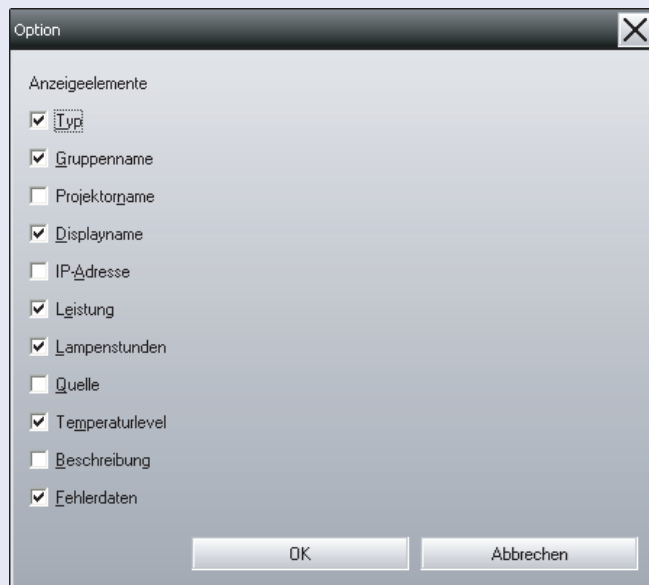 Option
Anzeigeelemente
Typ
Gruppenname
Projektorname
Displayname
IP-Adresse
Leistung
Lampenstunden
Quelle
Temperaturlevel
Beschreibung
Fehlerdaten
OK Abbrechen